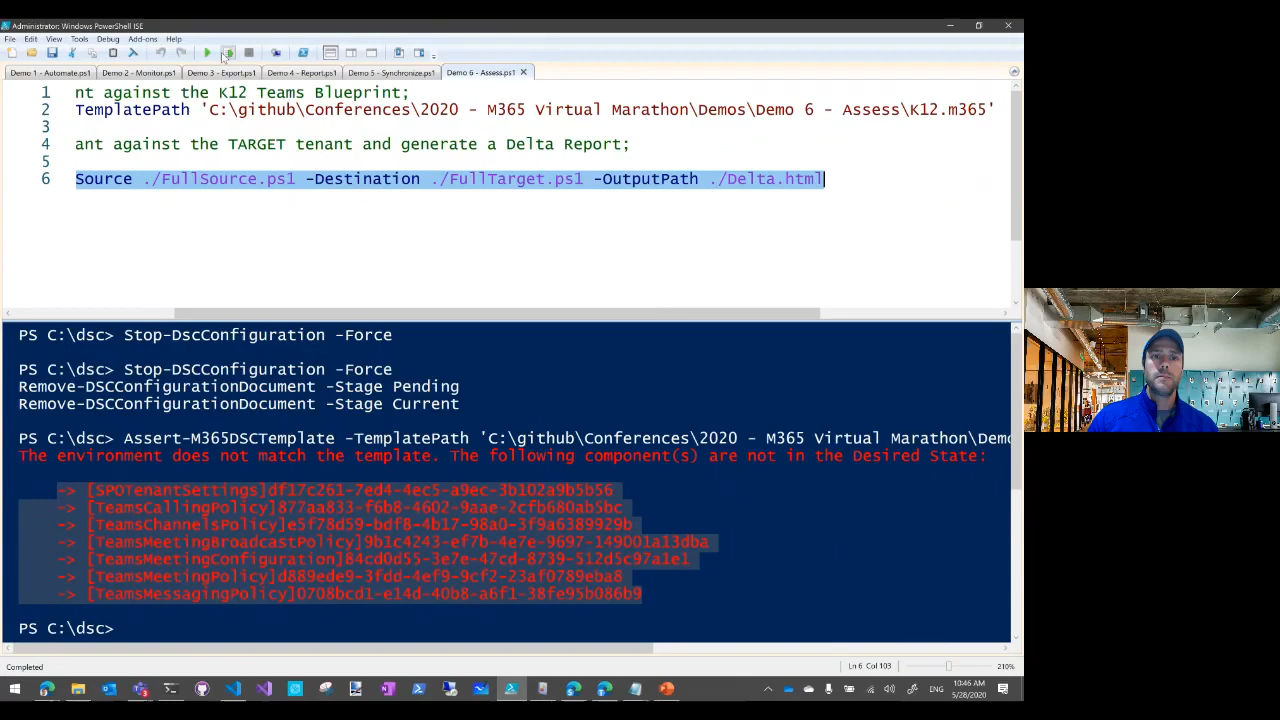 Administrator: Windows PowerShell ISE
File Edit View Tools Debug Add-ons Help
Demo 1 - Automate.ps1 Demo 2 - Monitor.ps1 Demo 3 - Export.ps1 Demo 4 - Report.ps1 Demo 5 - Synchronize.ps1 Demo 6 - Assess.ps1
1 nt against the K12 Teams Blueprint;
2 TemplatePath 'C:\github\Conferences\2020 - M365 Virtual Marathon\Demos\Demo 6 - Assess\K12.m365'
3
4 ant against the TARGET tenant and generate a Delta Report;
5
6 Source ./FullSource.ps1 -Destination ./FullTarget.ps1 -OutputPath ./Delta.html
PS C:\dsc> Stop-DscConfiguration -Force
PS C:\dsc> Stop-DscConfiguration -Force
Remove-DSCConfigurationDocument -Stage Pending
Remove-DSCConfigurationDocument -Stage Current
PS C:\dsc> Assert-M365DSCTemplate -TemplatePath 'C:\github\Conferences\2020 - M365 Virtual Marathon\Demo
The environment does not match the template. The following component(s) are not in the Desired State:
-> [SPOTenantSettings]df17c261-7ed4-4ec5-a9ec-3b102a9b5b56
-> [TeamsCallingPolicy]877aa833-f6b8-4602-9aae-2cfb680ab5bc
-> [TeamsChannelsPolicy]e5f78d59-bdf8-4b17-98a0-3f9a6389929b
-> [TeamsMeetingBroadcastPolicy]9b1c4243-ef7b-4e7e-9697-149001a13dba
-> [TeamsMeetingConfiguration]84cd0d55-3e7e-47cd-8739-512d5c97a1e1
-> [TeamsMeetingPolicy]d889ede9-3fdd-4ef9-9cf2-23af0789eba8
-> [TeamsMessagingPolicy]0708bcd1-e14d-40b8-a6f1-38fe95b086b9
PS C:\dsc>
Completed Ln 6 Col 103 210%
ENG 10:46 AM
5/28/2020